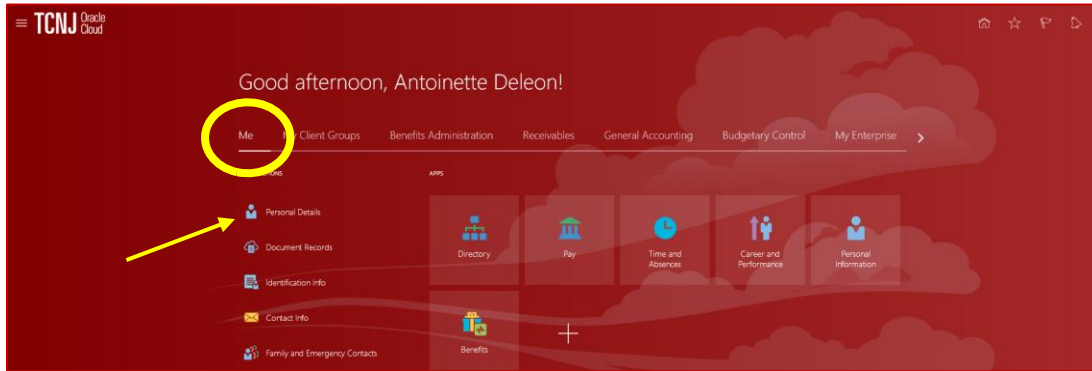 TCNJ Oracle Cloud
Good afternoon, Antoinette Deleon!
Me My Client Groups Benefits Administration Receivables General Accounting Budgetary Control My Enterprise
APPS
Personal Details
Document Records
Identification Info
Contact Info
Family and Emergency Contacts
Directory
Pay
Time and
Absences
Career and
Performance
Personal
Information
Benefits